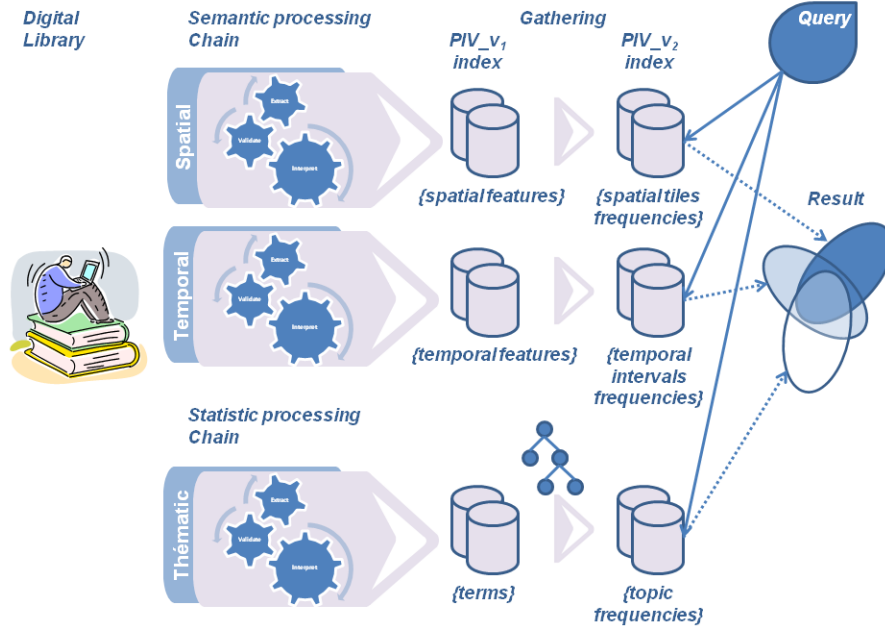 Digital
Library
Semantic processing
Chain
Gathering
PIV_v1
index
PIV_v2
index
Query
Spatial
Extract
Validate
Interpret
{spatial features}
{spatial tiles
frequencies}
Result
Temporal
Extract
Validate
Interpret
{temporal features}
{temporal
intervals
frequencies}
Statistic processing
Chain
Thématic
Extract
Validate
Interpret
{terms}
{topic
frequencies}